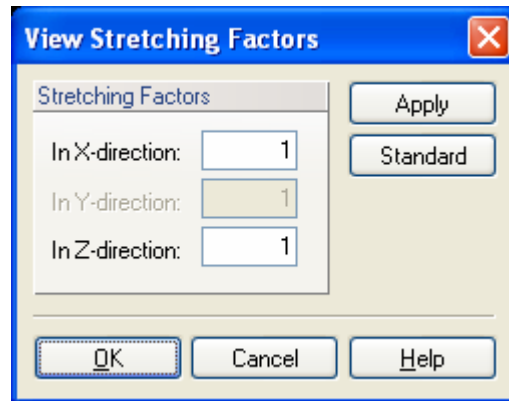 View Stretching Factors
Stretching Factors
In X-direction: 1
In Y-direction: 1
In Z-direction: 1
Apply
Standard
OK Cancel Help